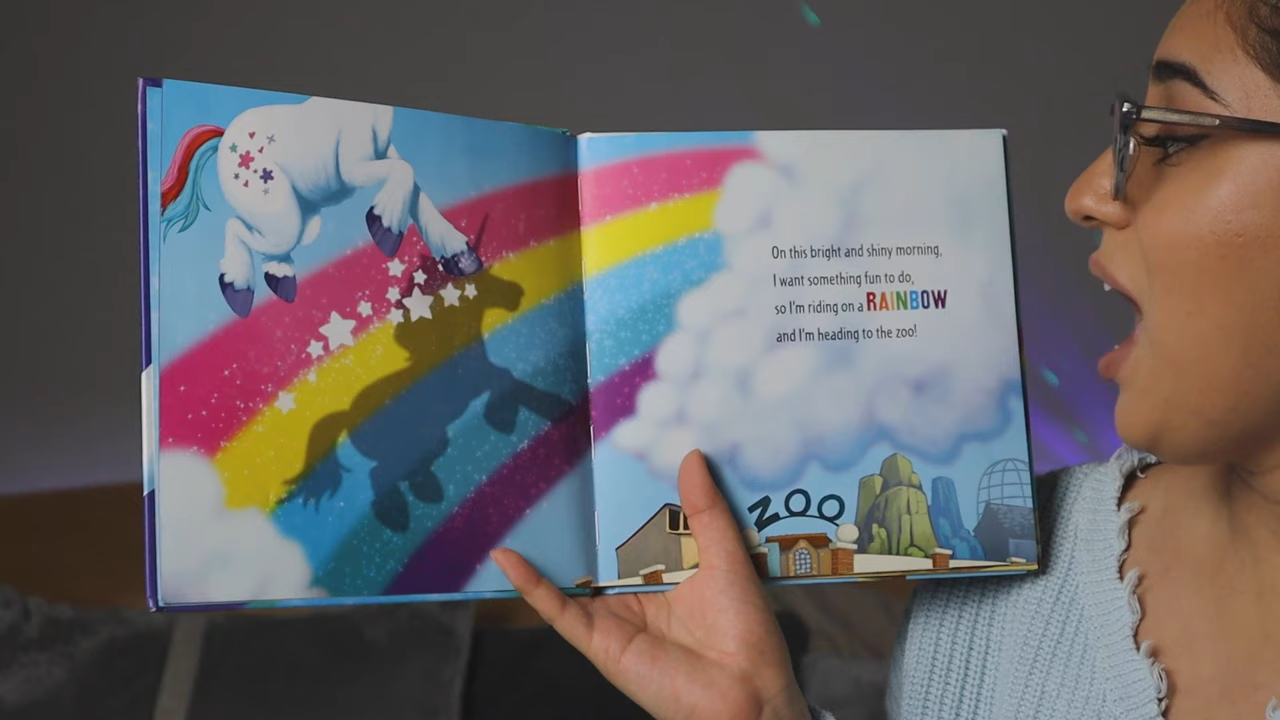 On this bright and shiny morning,
I want something fun to do,
so I'm riding on a RAINBOW
and I'm heading to the zoo!
ZOO